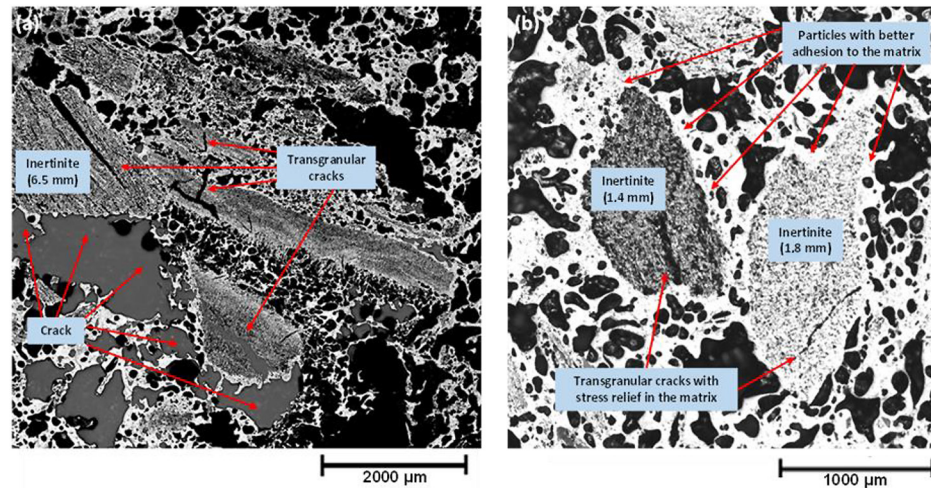 (a)
Inertinite
(6.5 mm)
Transgranular
cracks
Crack
2000 µm
(b)
Particles with better
adhesion to the matrix
Inertinite
(1.4 mm)
Inertinite
(1.8 mm)
Transgranular cracks with
stress relief in the matrix
1000 µm